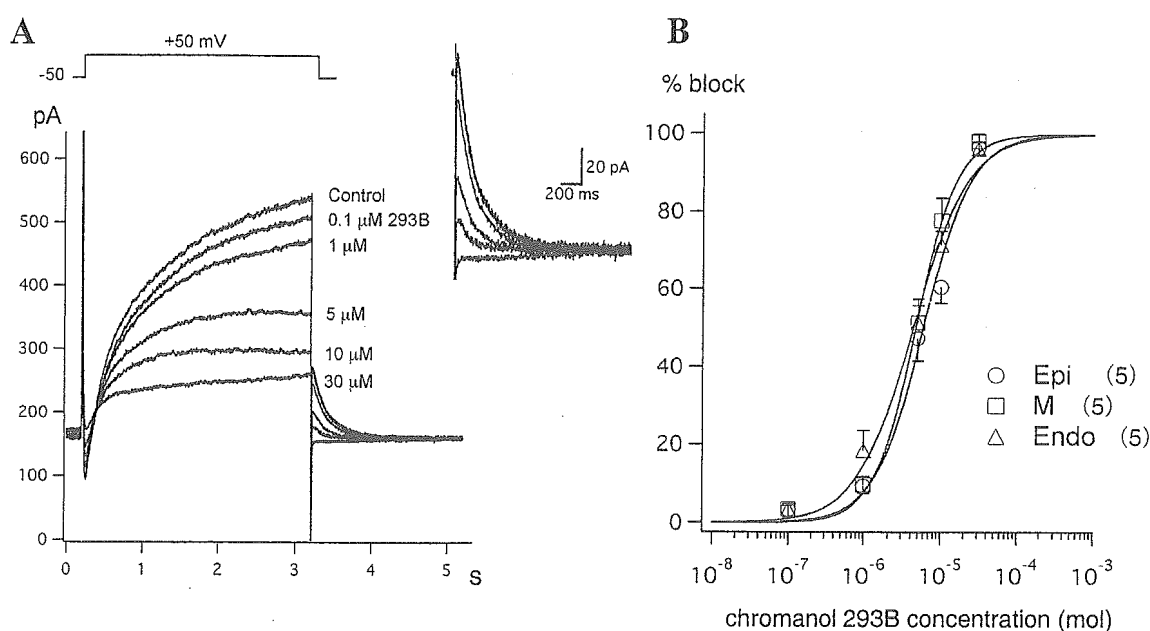 A
+50 mV
-50
pA
600
500
400
300
200
100
0
0 1 2 3 4 5 s
Control
0.1 μM 293B
1 μM
5 μM
10 μM
30 μM
20 pA
200 ms
B
% block
100
80
60
40
20
0
10⁻⁸ 10⁻⁷ 10⁻⁶ 10⁻⁵ 10⁻⁴ 10⁻³
chromanol 293B concentration (mol)
Epi (5)
M (5)
Endo (5)